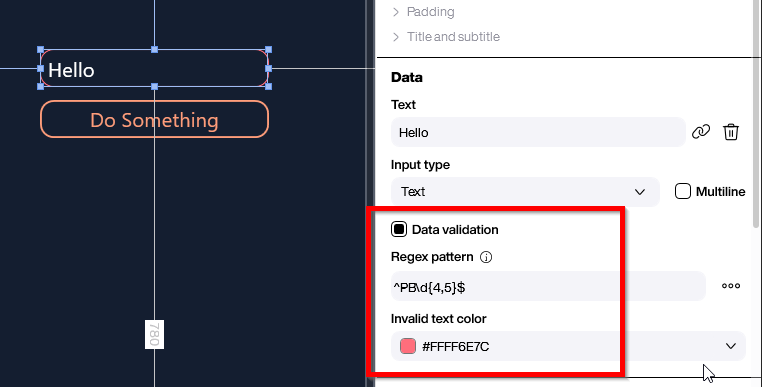 Hello
Do Something
780
Padding
Title and subtitle
Data
Text
Hello
Input type
Text
Multiline
Data validation
Regex pattern
^PB\d{4,5}$
Invalid text color
#FFFF6E7C